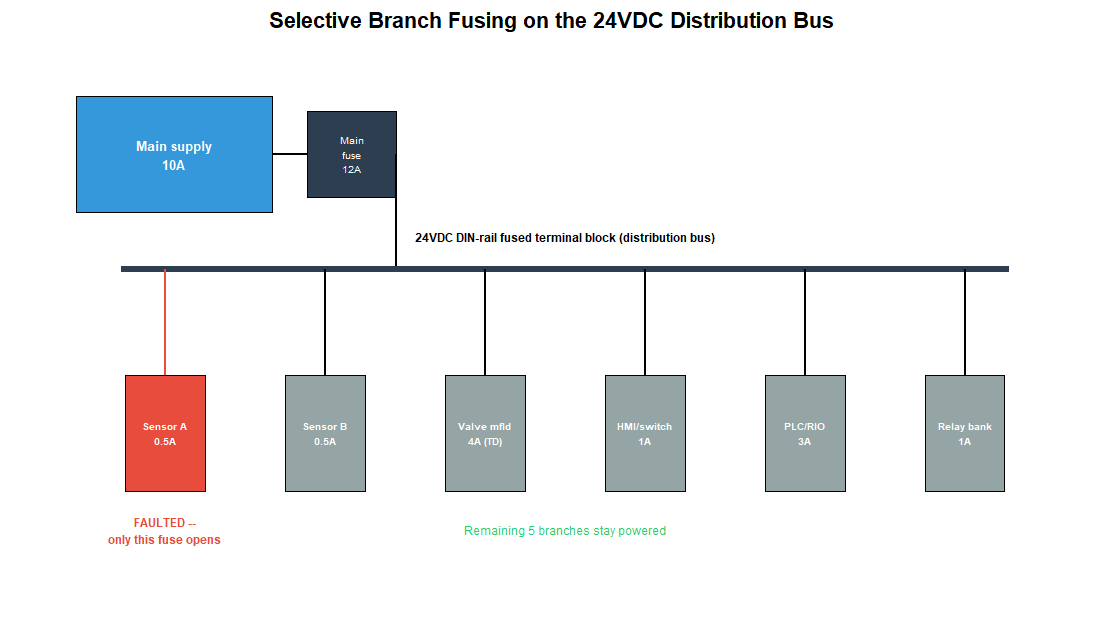 Selective Branch Fusing on the 24VDC Distribution Bus
Main supply
10A
Main
fuse
12A
24VDC DIN-rail fused terminal block (distribution bus)
Sensor A
0.5A
Sensor B
0.5A
Valve mfld
4A (TD)
HMI/switch
1A
PLC/RIO
3A
Relay bank
1A
FAULTED --
only this fuse opens
Remaining 5 branches stay powered